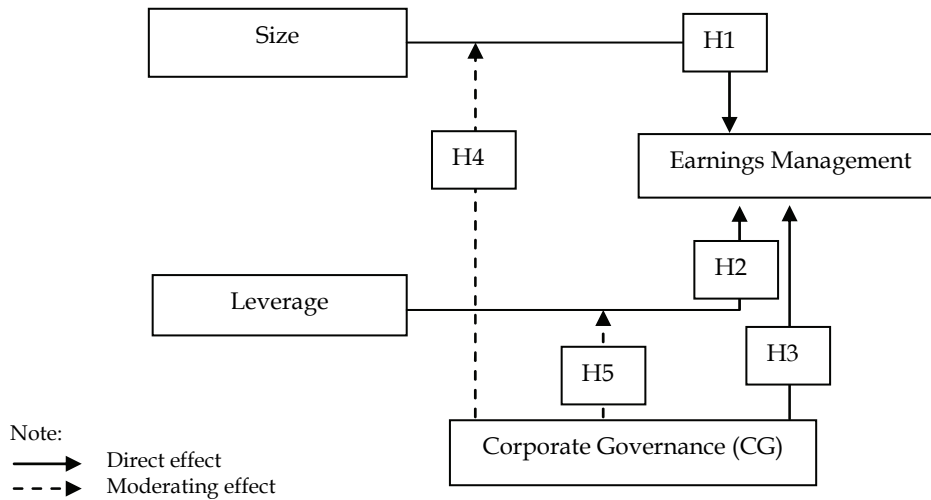 Size
H1
H4
Earnings Management
H2
Leverage
H3
H5
Corporate Governance (CG)
Note:
Direct effect
Moderating effect